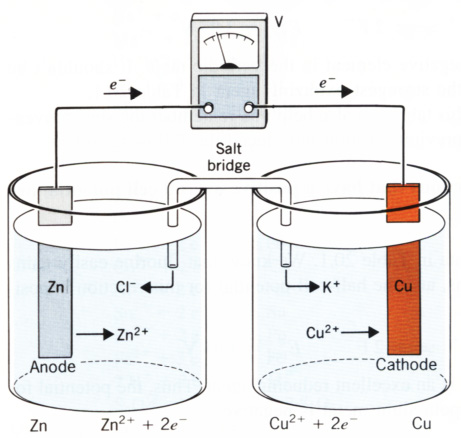 V
e⁻
e⁻
Salt
bridge
Zn
Cl⁻
K⁺
Cu
Zn²⁺
Cu²⁺
Anode
Cathode
Zn Zn²⁺ + 2e⁻
Cu²⁺ + 2e⁻ Cu